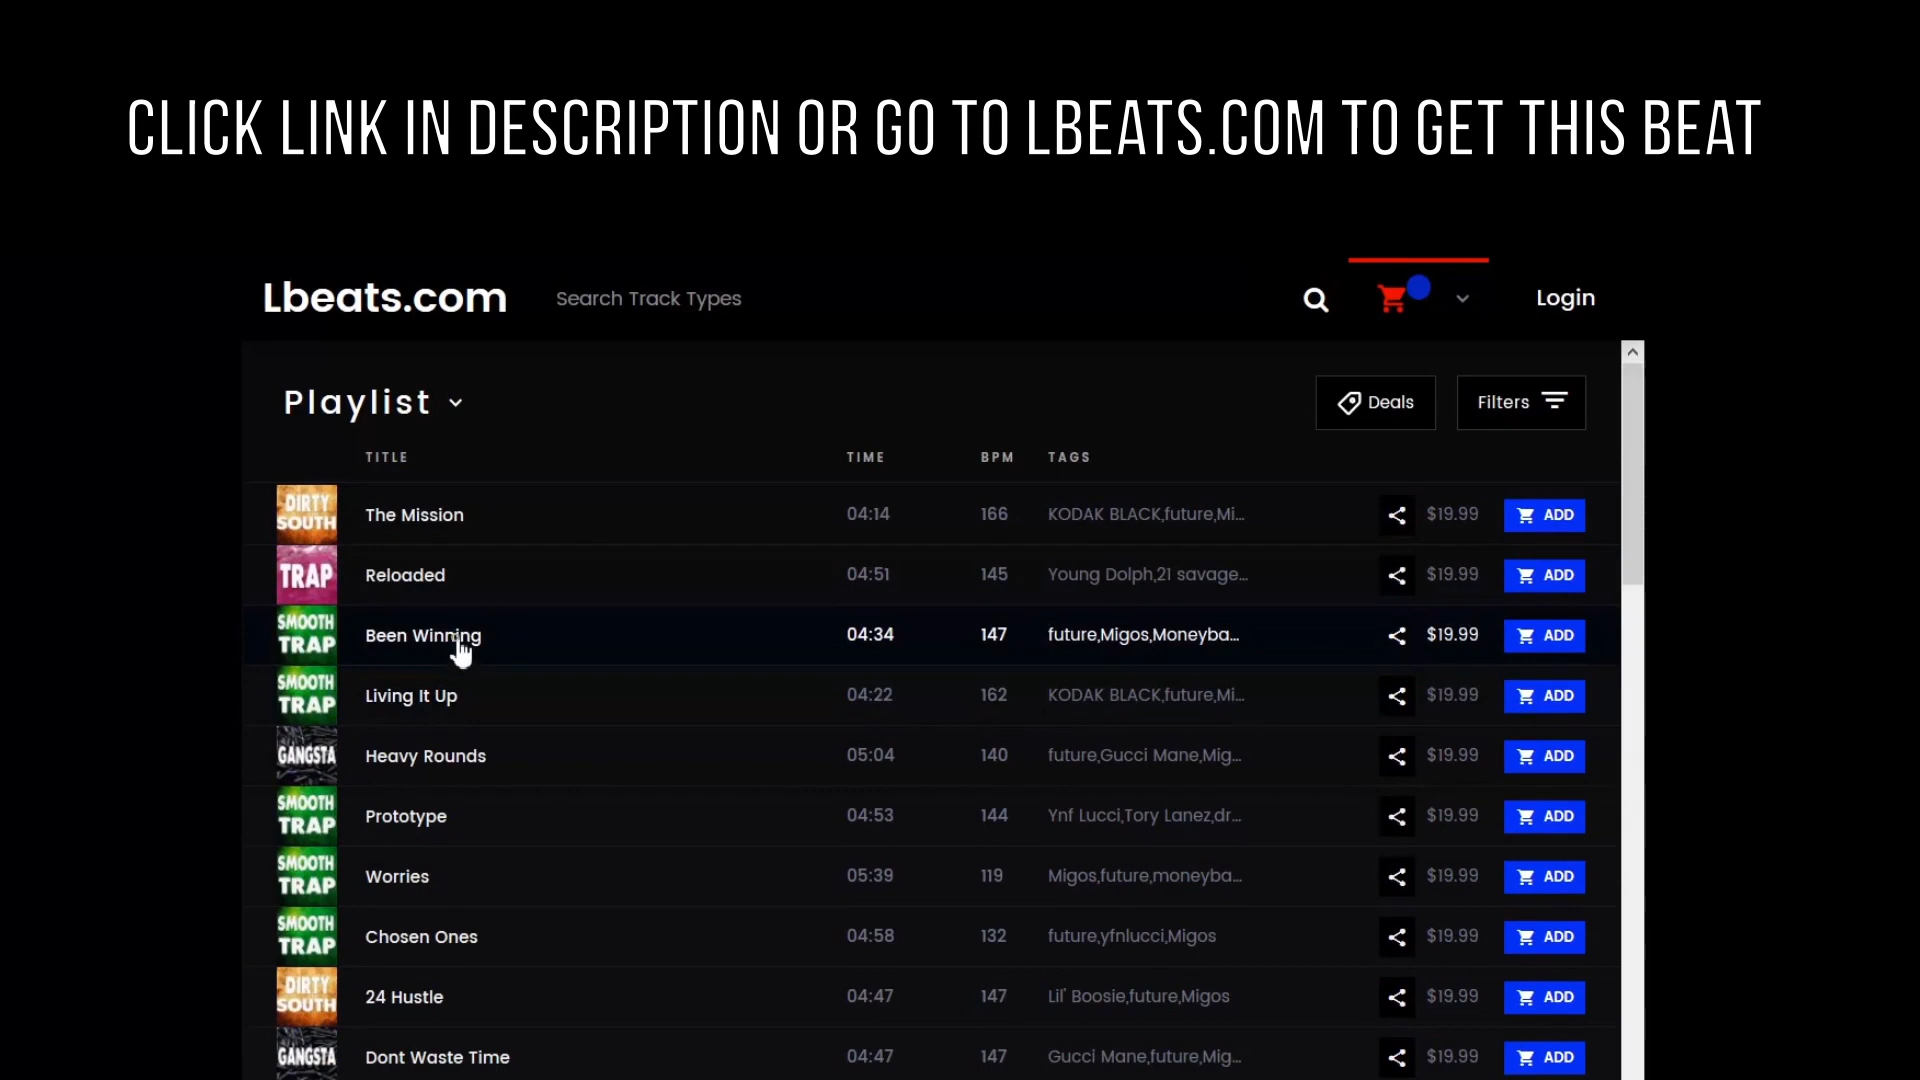 CLICK LINK IN DESCRIPTION OR GO TO LBEATS.COM TO GET THIS BEAT
Lbeats.com Search Track Types Login
Playlist Deals Filters
TITLE TIME BPM TAGS
DIRTY SOUTH The Mission 04:14 166 KODAK BLACK,future,Mi... $19.99 ADD
TRAP Reloaded 04:51 145 Young Dolph,21 savage... $19.99 ADD
SMOOTH TRAP Been Winning 04:34 147 future,Migos,Moneyba... $19.99 ADD
SMOOTH TRAP Living It Up 04:22 162 KODAK BLACK,future,Mi... $19.99 ADD
GANGSTA Heavy Rounds 05:04 140 future,Gucci Mane,Mig... $19.99 ADD
SMOOTH TRAP Prototype 04:53 144 Ynf Lucci,Tory Lanez,dr... $19.99 ADD
SMOOTH TRAP Worries 05:39 119 Migos,future,moneyba... $19.99 ADD
SMOOTH TRAP Chosen Ones 04:58 132 future,yfnlucci,Migos $19.99 ADD
DIRTY SOUTH 24 Hustle 04:47 147 Lil' Boosie,future,Migos $19.99 ADD
GANGSTA Dont Waste Time 04:47 147 Gucci Mane,future,Mig... $19.99 ADD